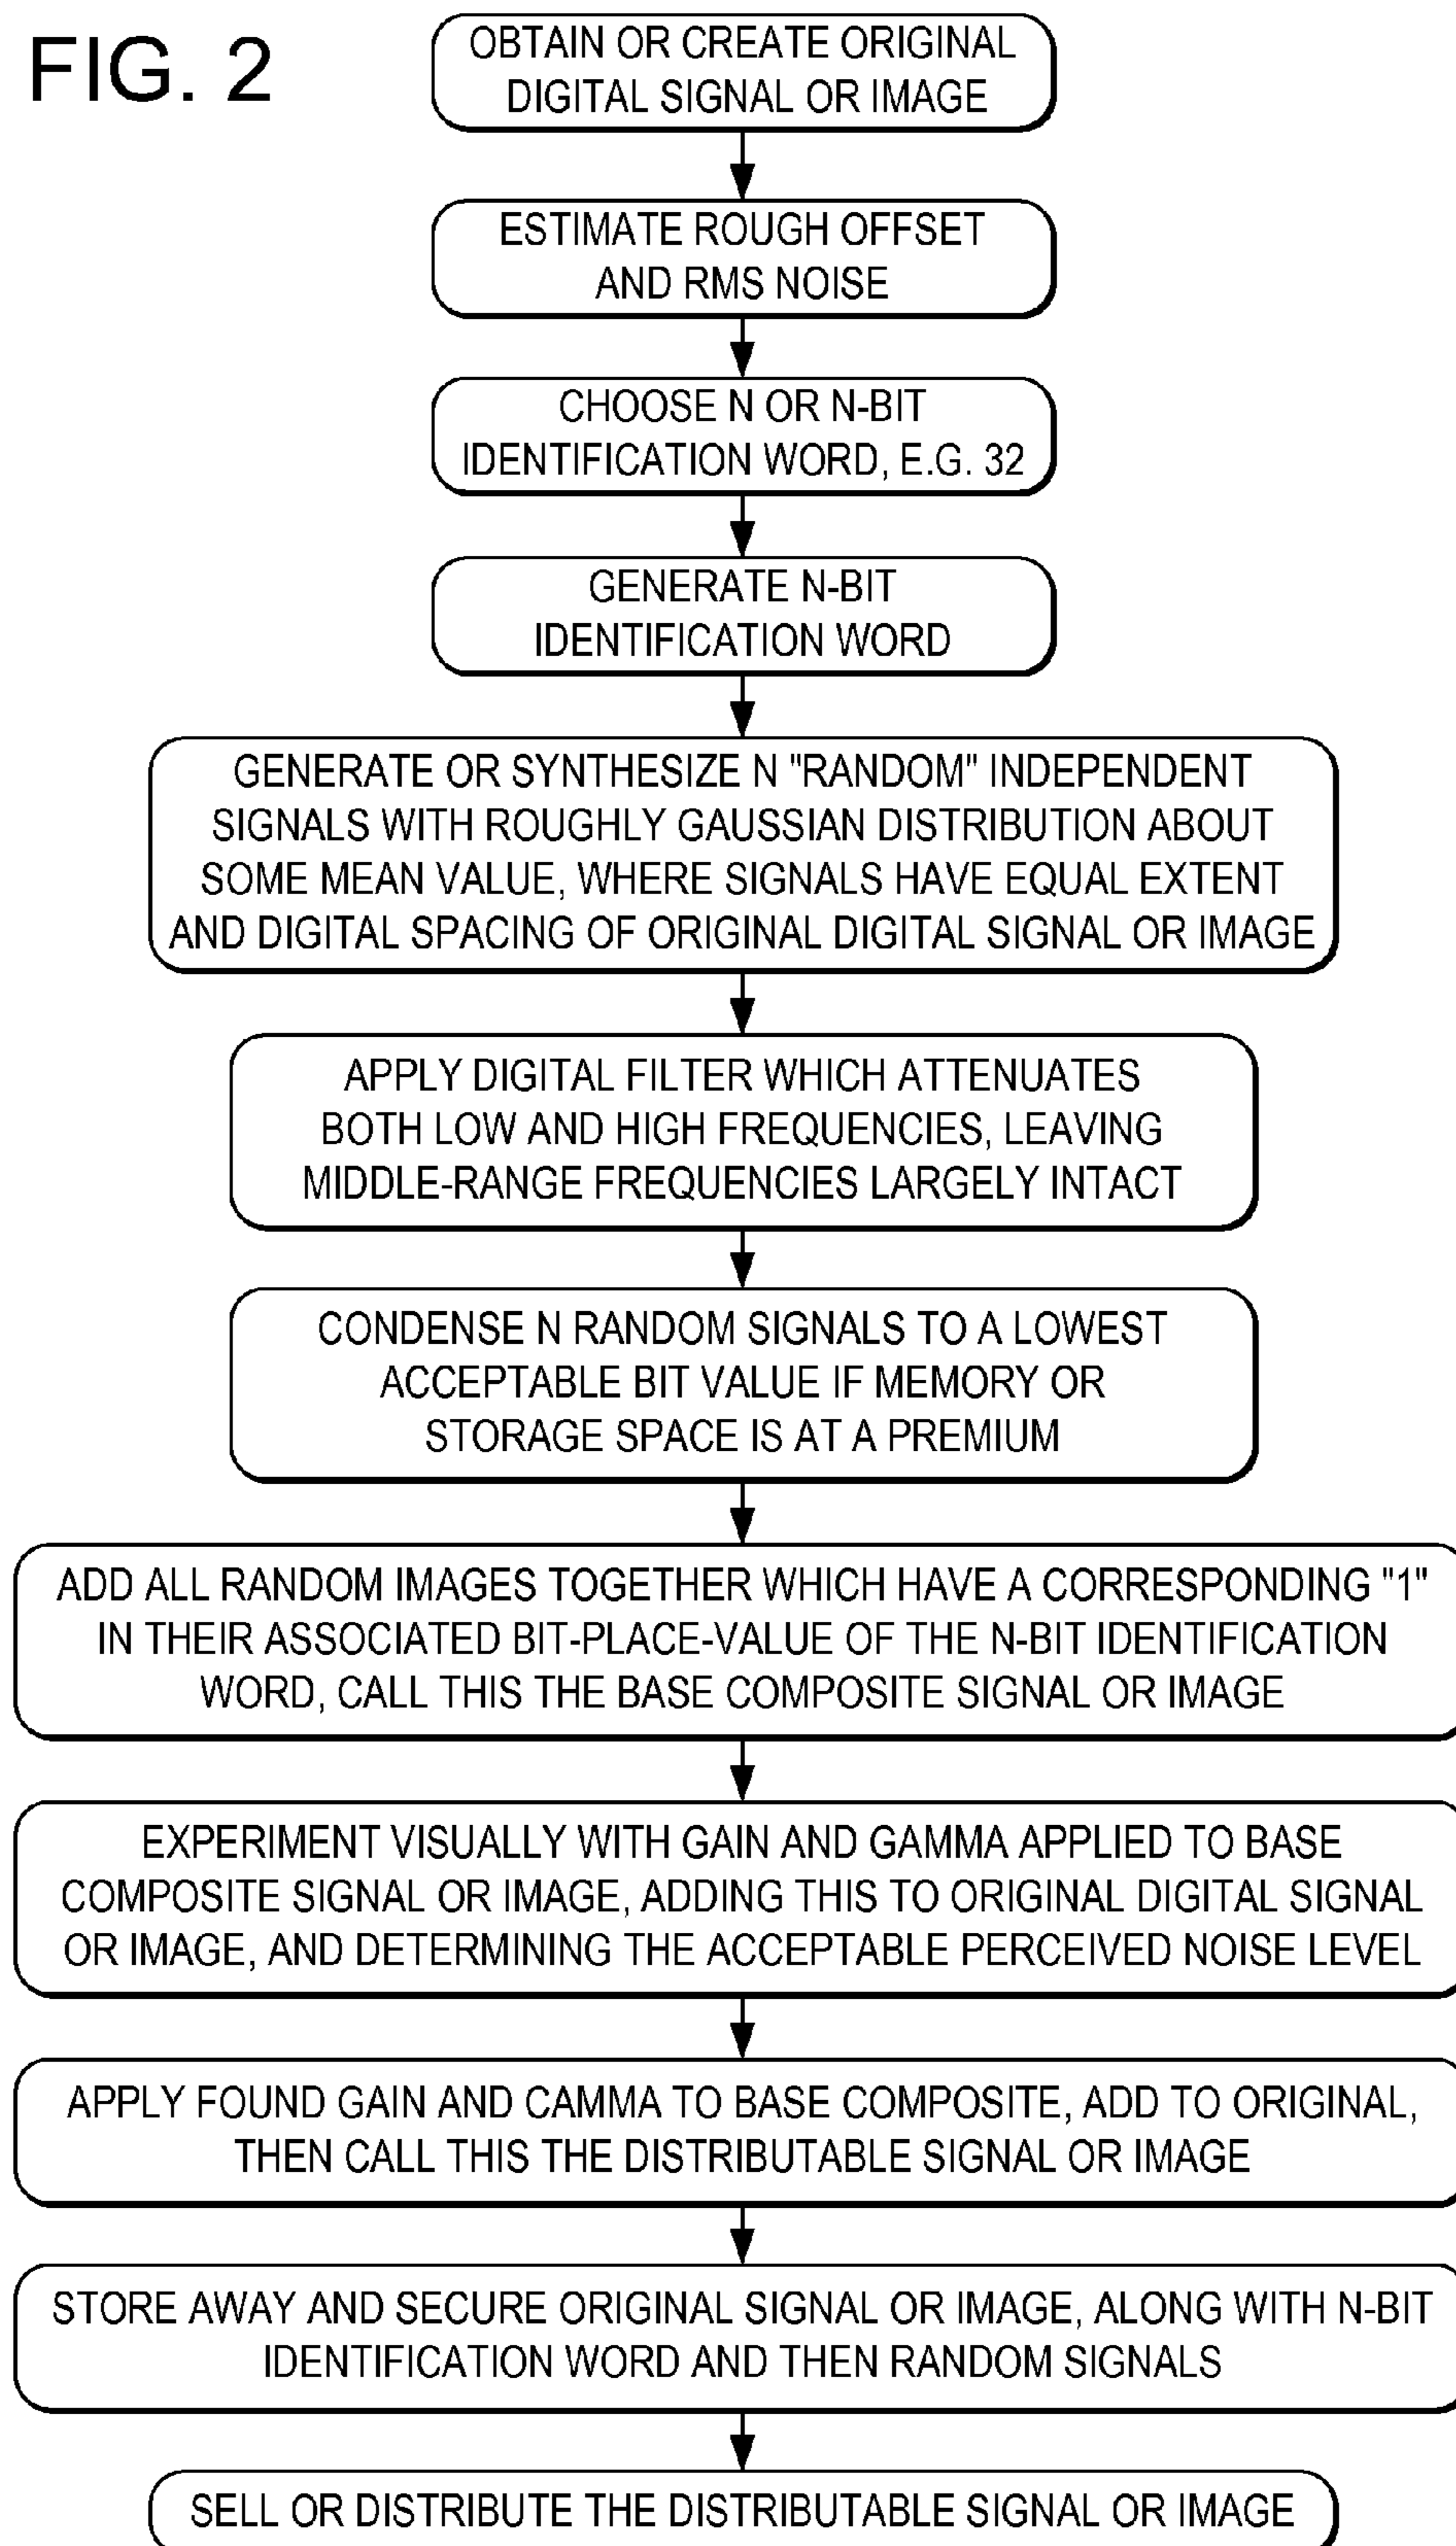 FIG. 2
OBTAIN OR CREATE ORIGINAL
DIGITAL SIGNAL OR IMAGE
ESTIMATE ROUGH OFFSET
AND RMS NOISE
CHOOSE N OR N-BIT
IDENTIFICATION WORD, E.G. 32
GENERATE N-BIT
IDENTIFICATION WORD
GENERATE OR SYNTHESIZE N "RANDOM" INDEPENDENT
SIGNALS WITH ROUGHLY GAUSSIAN DISTRIBUTION ABOUT
SOME MEAN VALUE, WHERE SIGNALS HAVE EQUAL EXTENT
AND DIGITAL SPACING OF ORIGINAL DIGITAL SIGNAL OR IMAGE
APPLY DIGITAL FILTER WHICH ATTENUATES
BOTH LOW AND HIGH FREQUENCIES, LEAVING
MIDDLE-RANGE FREQUENCIES LARGELY INTACT
CONDENSE N RANDOM SIGNALS TO A LOWEST
ACCEPTABLE BIT VALUE IF MEMORY OR
STORAGE SPACE IS AT A PREMIUM
ADD ALL RANDOM IMAGES TOGETHER WHICH HAVE A CORRESPONDING "1"
IN THEIR ASSOCIATED BIT-PLACE-VALUE OF THE N-BIT IDENTIFICATION
WORD, CALL THIS THE BASE COMPOSITE SIGNAL OR IMAGE
EXPERIMENT VISUALLY WITH GAIN AND GAMMA APPLIED TO BASE
COMPOSITE SIGNAL OR IMAGE, ADDING THIS TO ORIGINAL DIGITAL SIGNAL
OR IMAGE, AND DETERMINING THE ACCEPTABLE PERCEIVED NOISE LEVEL
APPLY FOUND GAIN AND CAMMA TO BASE COMPOSITE, ADD TO ORIGINAL,
THEN CALL THIS THE DISTRIBUTABLE SIGNAL OR IMAGE
STORE AWAY AND SECURE ORIGINAL SIGNAL OR IMAGE, ALONG WITH N-BIT
IDENTIFICATION WORD AND THEN RANDOM SIGNALS
SELL OR DISTRIBUTE THE DISTRIBUTABLE SIGNAL OR IMAGE